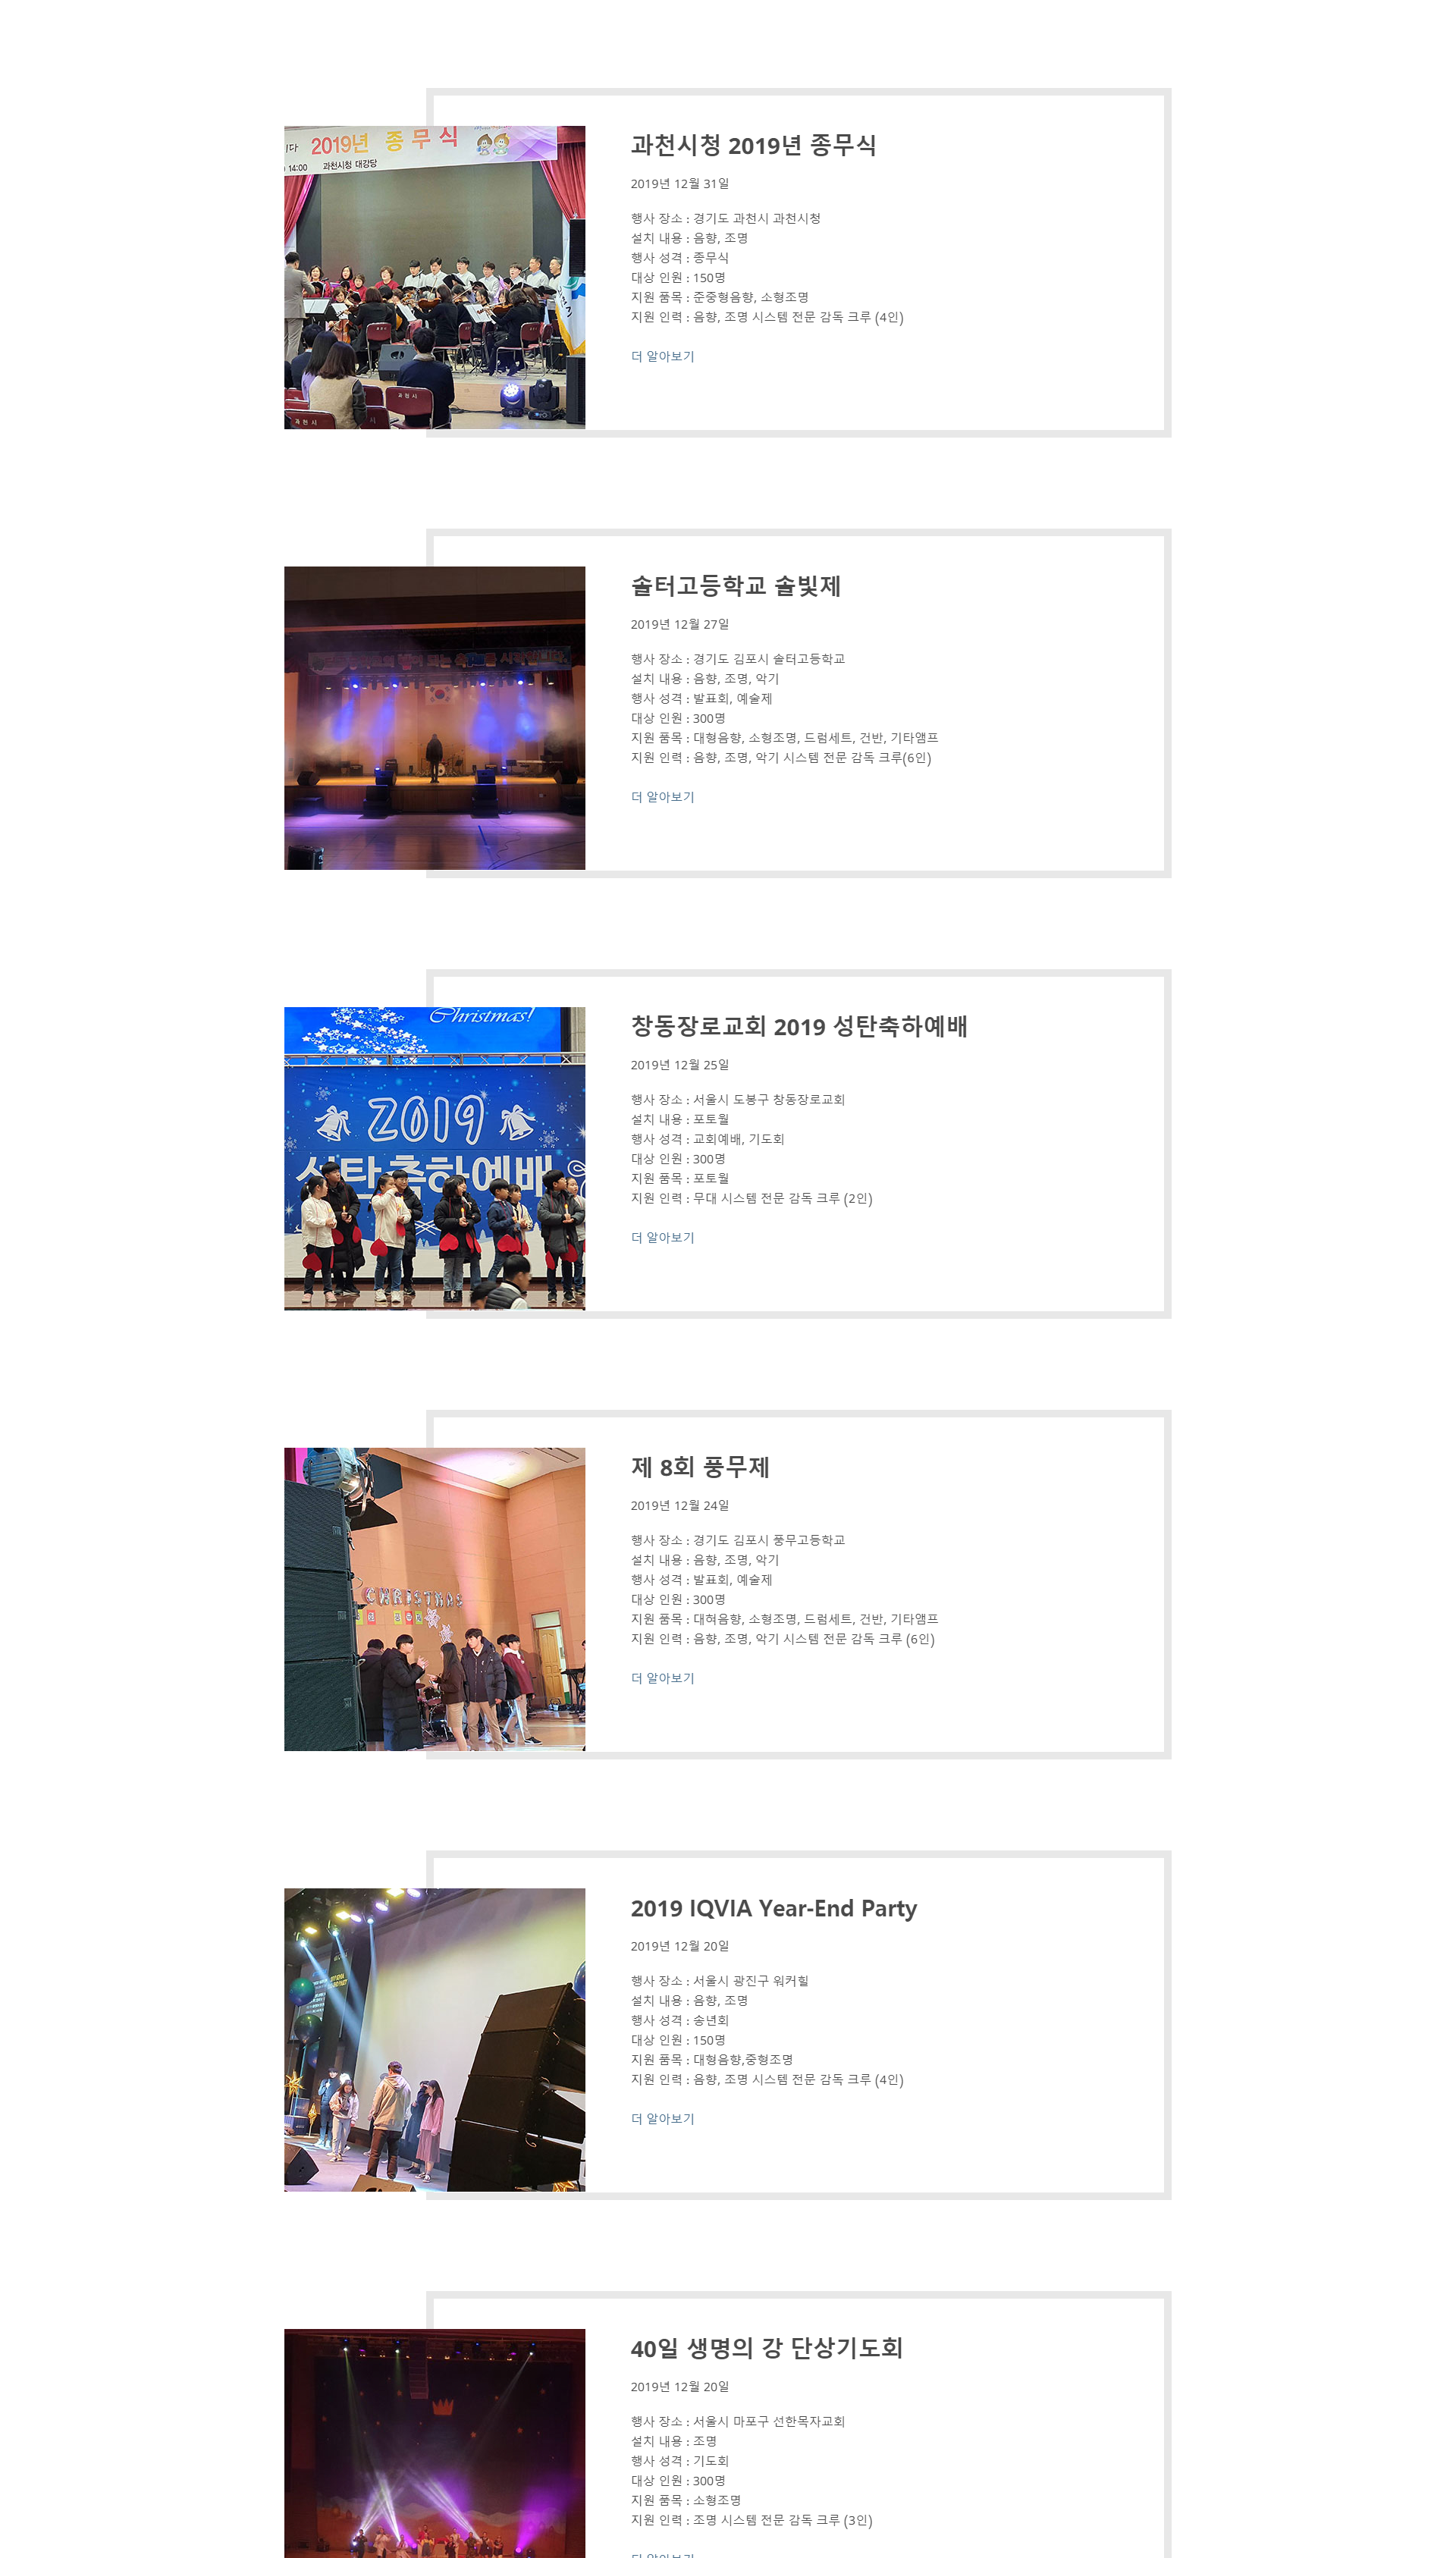 2019년 종무식
14:00 과천시청 대강당
과천시청 2019년 종무식
2019년 12월 31일
행사 장소 : 경기도 과천시 과천시청
설치 내용 : 음향, 조명
행사 성격 : 종무식
대상 인원 : 150명
지원 품목 : 준중형음향, 소형조명
지원 인력 : 음향, 조명 시스템 전문 감독 크루 (4인)
더 알아보기
솔터고등학교 솔빛제
2019년 12월 27일
행사 장소 : 경기도 김포시 솔터고등학교
설치 내용 : 음향, 조명, 악기
행사 성격 : 발표회, 예술제
대상 인원 : 300명
지원 품목 : 대형음향, 소형조명, 드럼세트, 건반, 기타앰프
지원 인력 : 음향, 조명, 악기 시스템 전문 감독 크루(6인)
더 알아보기
Christmas!
2019
성탄축하예배
창동장로교회 2019 성탄축하예배
2019년 12월 25일
행사 장소 : 서울시 도봉구 창동장로교회
설치 내용 : 포토월
행사 성격 : 교회예배, 기도회
대상 인원 : 300명
지원 품목 : 포토월
지원 인력 : 무대 시스템 전문 감독 크루 (2인)
더 알아보기
CHRISTMAS
제 8회 풍무제
2019년 12월 24일
행사 장소 : 경기도 김포시 풍무고등학교
설치 내용 : 음향, 조명, 악기
행사 성격 : 발표회, 예술제
대상 인원 : 300명
지원 품목 : 대혀음향, 소형조명, 드럼세트, 건반, 기타앰프
지원 인력 : 음향, 조명, 악기 시스템 전문 감독 크루 (6인)
더 알아보기
2019 IQVIA Year-End Party
2019년 12월 20일
행사 장소 : 서울시 광진구 워커힐
설치 내용 : 음향, 조명
행사 성격 : 송년회
대상 인원 : 150명
지원 품목 : 대형음향,중형조명
지원 인력 : 음향, 조명 시스템 전문 감독 크루 (4인)
더 알아보기
40일 생명의 강 단상기도회
2019년 12월 20일
행사 장소 : 서울시 마포구 선한목자교회
설치 내용 : 조명
행사 성격 : 기도회
대상 인원 : 300명
지원 품목 : 소형조명
지원 인력 : 조명 시스템 전문 감독 크루 (3인)
더 알아보기